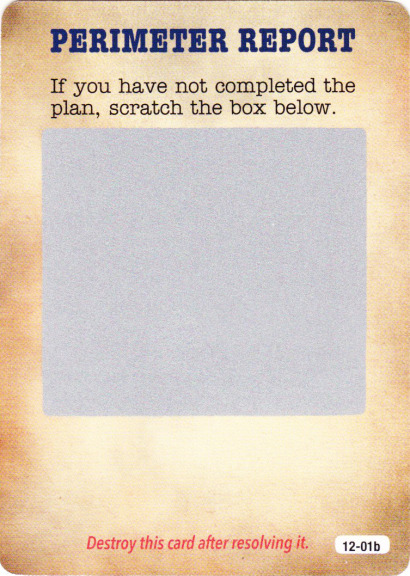 PERIMETER REPORT
If you have not completed the
plan, scratch the box below.
Destroy this card after resolving it.
12-01b